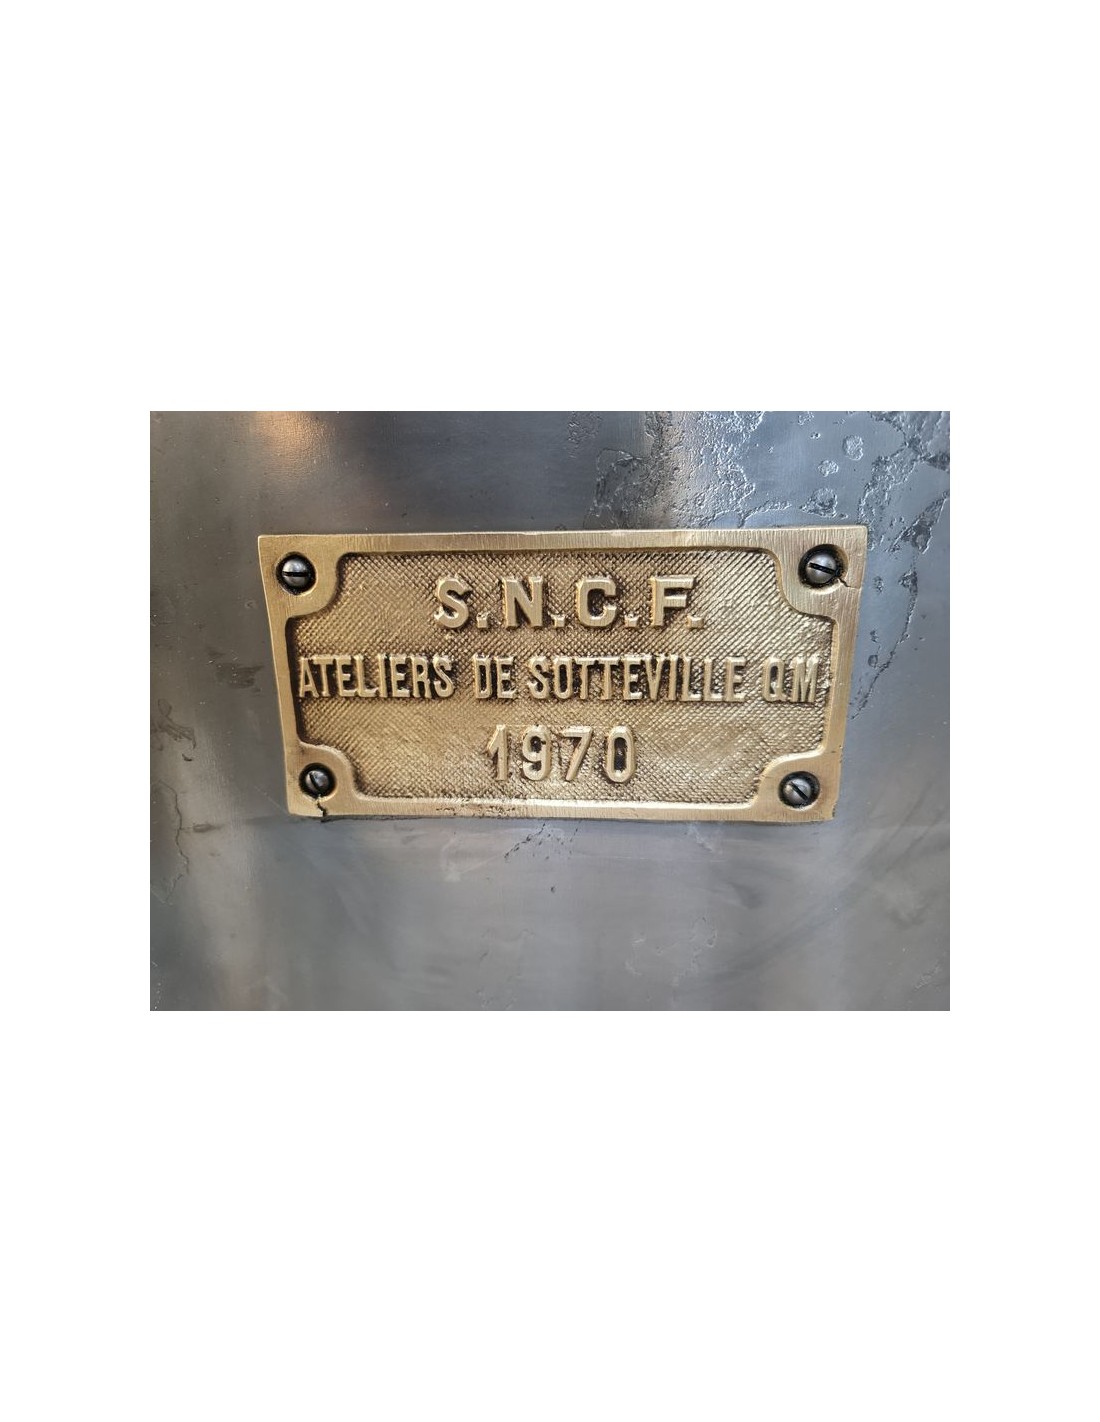 S.N.C.F.
ATELIERS DE SOTTEVILLE QM
1970